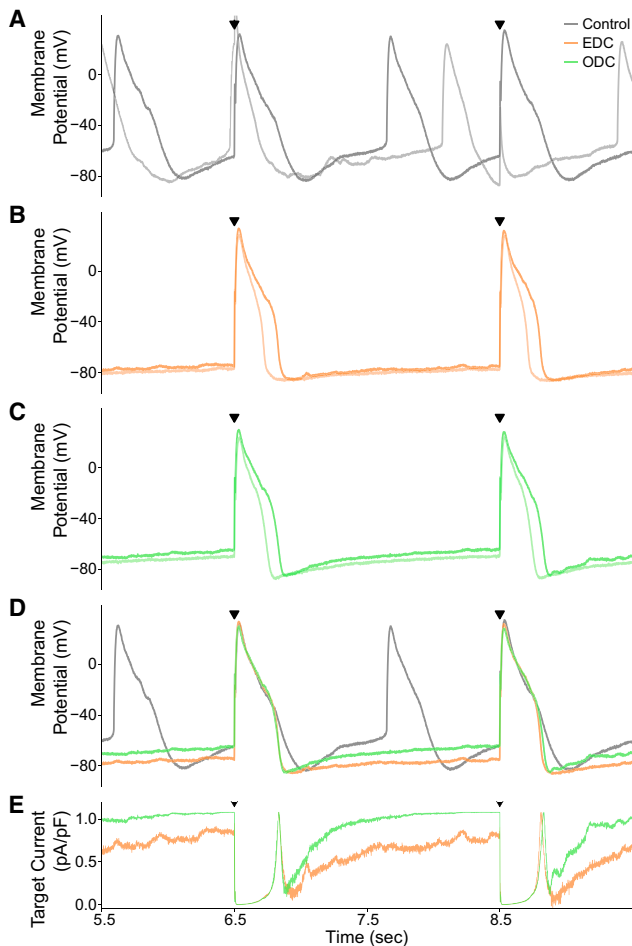 A
Control
EDC
ODC
Membrane
Potential (mV)
0
−40
−80
B
Membrane
Potential (mV)
0
−40
−80
C
Membrane
Potential (mV)
0
−40
−80
D
Membrane
Potential (mV)
0
−40
−80
E
Target Current
(pA/pF)
1.0
0.5
0.0
5.5
6.5
7.5
8.5
Time (sec)